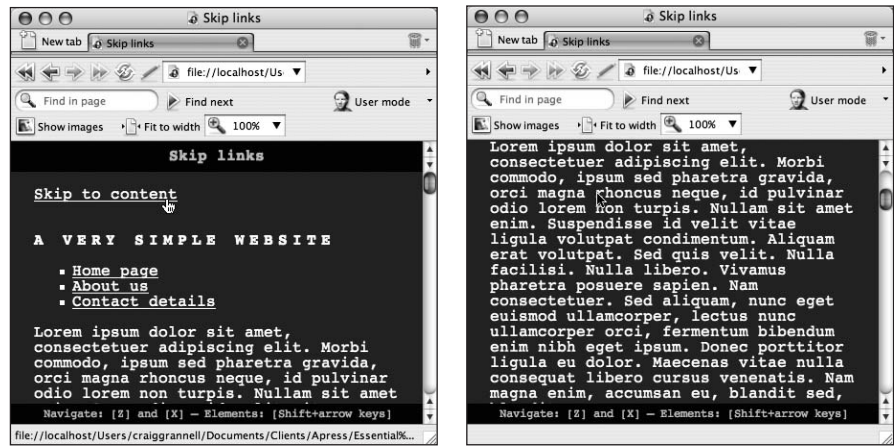 Skip links
New tab
Skip links
file://localhost/Us
Find in page
Find next
User mode
Show images
Fit to width
100%
Skip links
Skip to content
A VERY SIMPLE WEBSITE
Home page
About us
Contact details
Lorem ipsum dolor sit amet,
consectetuer adipiscing elit. Morbi
commodo, ipsum sed pharetra gravida,
orci magna rhoncus neque, id pulvinar
odio lorem non turpis. Nullam sit amet
Navigate: [Z] and [X] — Elements: [Shift+arrow keys]
file://localhost/Users/craiggrannell/Documents/Clients/Apress/Essential%...
Skip links
New tab
Skip links
file://localhost/Us
Find in page
Find next
User mode
Show images
Fit to width
100%
Lorem ipsum dolor sit amet,
consectetuer adipiscing elit. Morbi
commodo, ipsum sed pharetra gravida,
orci magna rhoncus neque, id pulvinar
odio lorem non turpis. Nullam sit amet
enim. Suspendisse id velit vitae
ligula volutpat condimentum. Aliquam
erat volutpat. Sed quis velit. Nulla
facilisi. Nulla libero. Vivamus
pharetra posuere sapien. Nam
consectetuer. Sed aliquam, nunc eget
euismod ullamcorper, lectus nunc
ullamcorper orci, fermentum bibendum
enim nibh eget ipsum. Donec porttitor
ligula eu dolor. Maecenas vitae nulla
consequat libero cursus venenatis. Nam
magna enim, accumsan eu, blandit sed,
Navigate: [Z] and [X] — Elements: [Shift+arrow keys]